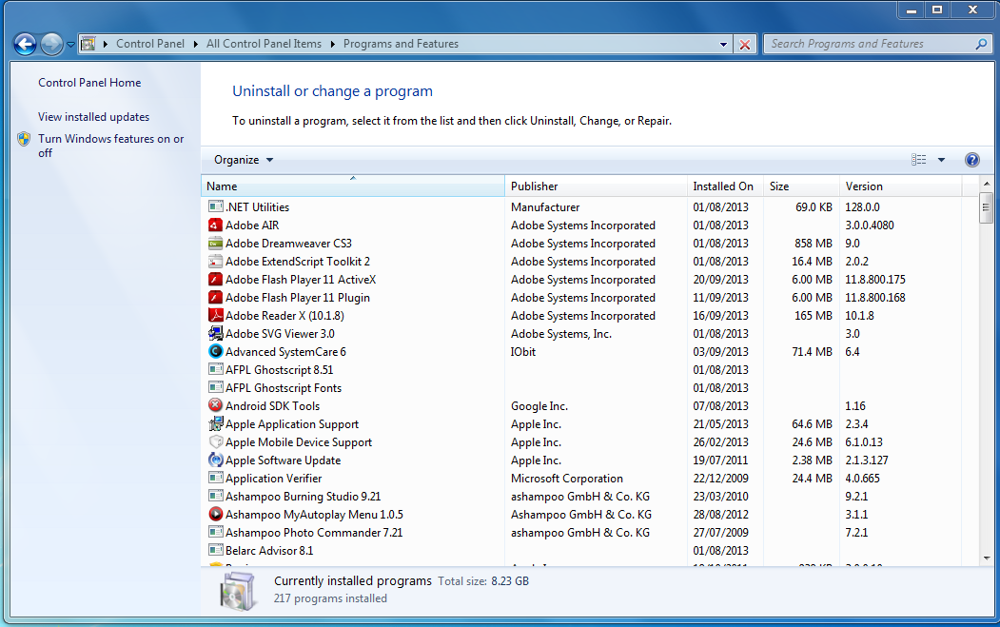 Control Panel All Control Panel Items Programs and Features Search Programs and Features
Control Panel Home
View installed updates
Turn Windows features on or
off
Uninstall or change a program
To uninstall a program, select it from the list and then click Uninstall, Change, or Repair.
Organize
Name Publisher Installed On Size Version
.NET Utilities Manufacturer 01/08/2013 69.0 KB 128.0.0
Adobe AIR Adobe Systems Incorporated 01/08/2013 3.0.0.4080
Adobe Dreamweaver CS3 Adobe Systems Incorporated 01/08/2013 858 MB 9.0
Adobe ExtendScript Toolkit 2 Adobe Systems Incorporated 01/08/2013 16.4 MB 2.0.2
Adobe Flash Player 11 ActiveX Adobe Systems Incorporated 20/09/2013 6.00 MB 11.8.800.175
Adobe Flash Player 11 Plugin Adobe Systems Incorporated 11/09/2013 6.00 MB 11.8.800.168
Adobe Reader X (10.1.8) Adobe Systems Incorporated 16/09/2013 165 MB 10.1.8
Adobe SVG Viewer 3.0 Adobe Systems, Inc. 01/08/2013 3.0
Advanced SystemCare 6 IObit 03/09/2013 71.4 MB 6.4
AFPL Ghostscript 8.51 01/08/2013
AFPL Ghostscript Fonts 01/08/2013
Android SDK Tools Google Inc. 07/08/2013 1.16
Apple Application Support Apple Inc. 21/05/2013 64.6 MB 2.3.4
Apple Mobile Device Support Apple Inc. 26/02/2013 24.6 MB 6.1.0.13
Apple Software Update Apple Inc. 19/07/2011 2.38 MB 2.1.3.127
Application Verifier Microsoft Corporation 22/12/2009 24.4 MB 4.0.665
Ashampoo Burning Studio 9.21 ashampoo GmbH & Co. KG 23/03/2010 9.2.1
Ashampoo MyAutoplay Menu 1.0.5 Ashampoo GmbH & Co. KG 28/08/2012 3.1.1
Ashampoo Photo Commander 7.21 ashampoo GmbH & Co. KG 27/07/2009 7.2.1
Belarc Advisor 8.1 01/08/2013
Currently installed programs Total size: 8.23 GB
217 programs installed